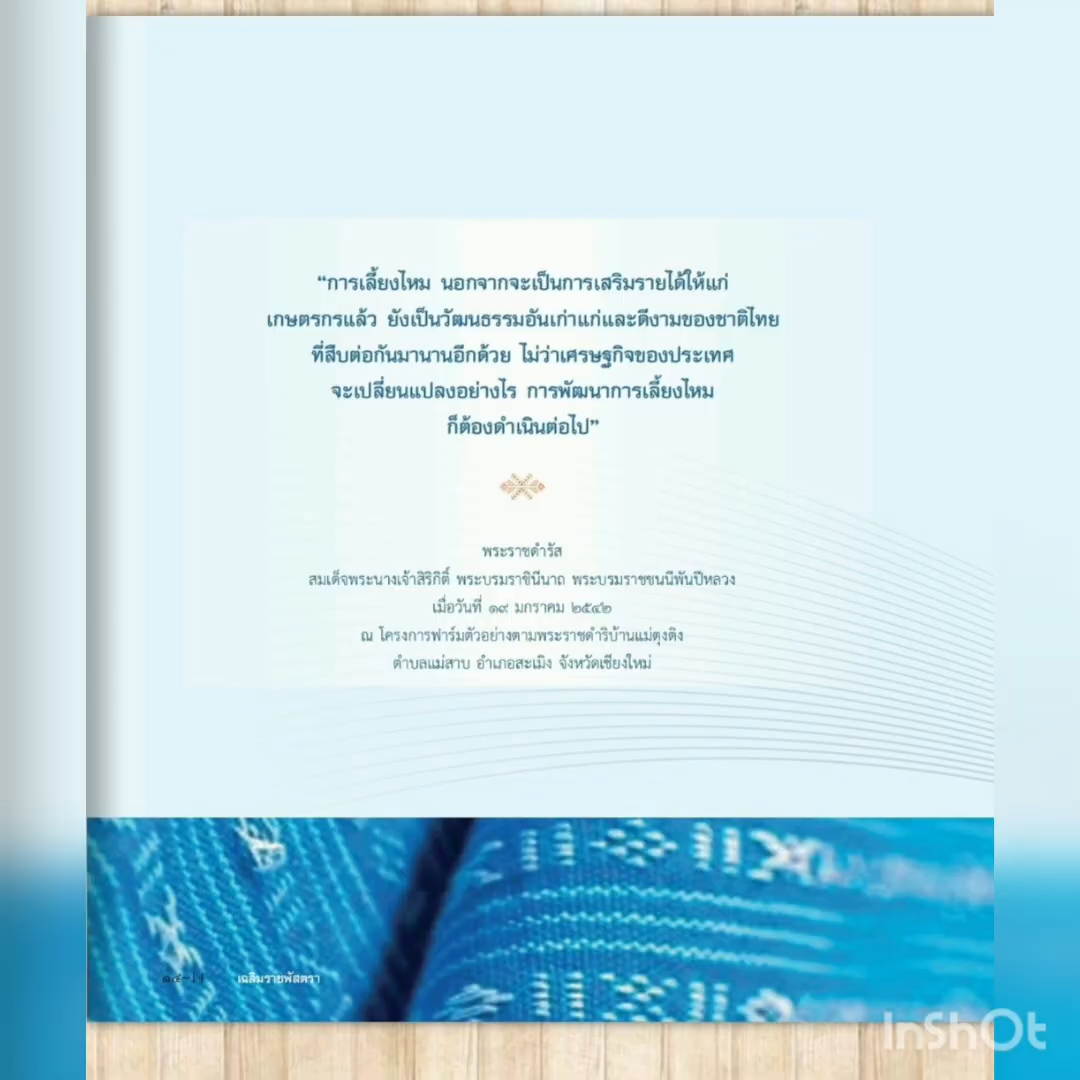 “การเลี้ยงไหม นอกจากจะเป็นการเสริมรายได้ให้แก่
เกษตรกรแล้ว ยังเป็นวัฒนธรรมอันเก่าแก่และดีงามของชาติไทย
ที่สืบต่อกันมานานอีกด้วย ไม่ว่าเศรษฐกิจของประเทศ
จะเปลี่ยนแปลงอย่างไร การพัฒนาการเลี้ยงไหม
ก็ต้องดำเนินต่อไป”
พระราชดำรัส
สมเด็จพระนางเจ้าสิริกิติ์ พระบรมราชินีนาถ พระบรมราชชนนีพันปีหลวง
เมื่อวันที่ ๑๙ มกราคม ๒๕๔๒
ณ โครงการฟาร์มตัวอย่างตามพระราชดำริบ้านแม่ตุงติง
ตำบลแม่สาบ อำเภอสะเมิง จังหวัดเชียงใหม่
เฉลิมราชพัสตรา
InShOt